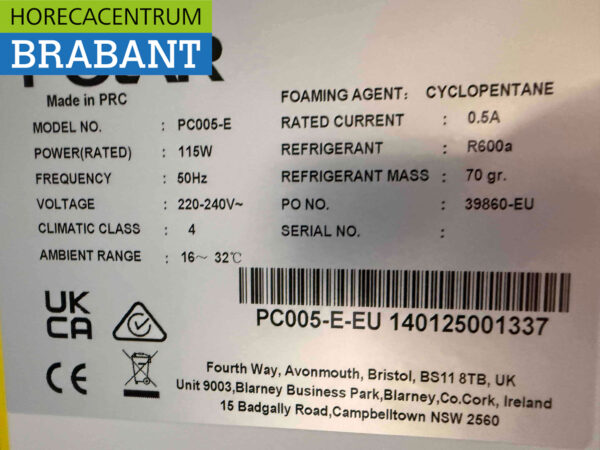 HORECACENTRUM
BRABANT
POLAR
Made in PRC
MODEL NO. : PC005-E
POWER(RATED) : 115W
FREQUENCY : 50Hz
VOLTAGE : 220-240V~
CLIMATIC CLASS : 4
AMBIENT RANGE : 16～ 32℃
FOAMING AGENT: CYCLOPENTANE
RATED CURRENT : 0.5A
REFRIGERANT : R600a
REFRIGERANT MASS : 70 gr.
PO NO. : 39860-EU
SERIAL NO. :
PC005-E-EU 140125001337
UK
CA
CE
Fourth Way, Avonmouth, Bristol, BS11 8TB, UK
Unit 9003,Blarney Business Park,Blarney,Co.Cork, Ireland
15 Badgally Road,Campbelltown NSW 2560